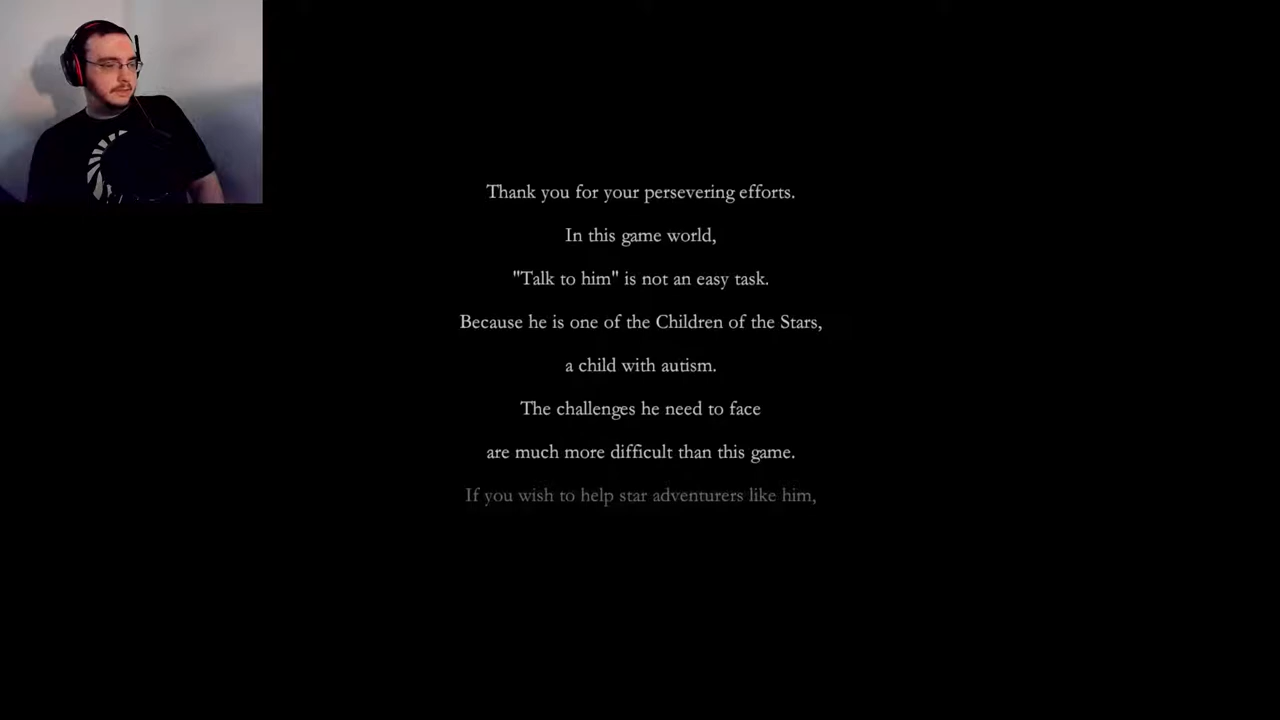 Thank you for your persevering efforts.
In this game world,
"Talk to him" is not an easy task.
Because he is one of the Children of the Stars,
a child with autism.
The challenges he need to face
are much more difficult than this game.
If you wish to help star adventurers like him,